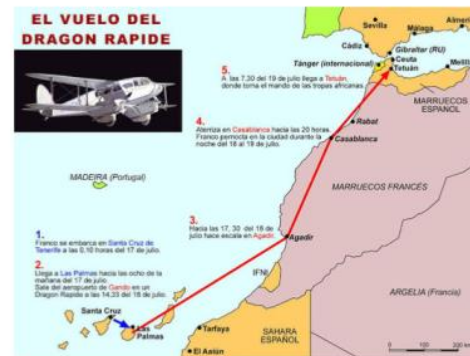 EL VUELO DEL
DRAGON RAPIDE
Sevilla
Almería
Málaga
Cádiz
Gibraltar (RU)
Ceuta
Tánger (internacional)
Tetuán
Melilla
5.
A las 7,30 del 19 de julio llega a Tetuán,
donde toma el mando de las tropas africanas.
MARRUECOS
ESPAÑOL
4.
Aterriza en Casablanca hacia las 20 horas.
Franco pernocta en la ciudad durante la
noche del 18 al 19 de julio.
Rabat
Casablanca
MADEIRA (Portugal)
MARRUECOS FRANCÉS
1.
Franco se embarca en Santa Cruz de
Tenerife a las 0,10 horas del 17 de julio.
3.
Hacia las 17, 30 del 18 de
julio hace escala en Agadir.
Agadir
2.
Llega a Las Palmas hacia las ocho de la
mañana del 17 de julio.
Sale del aeropuerto de Gando en un
Dragon Rapide a las 14,33 del 18 de julio.
IFNI
ARGELIA (Francia)
Santa Cruz
Las
Palmas
Tarfaya
SAHARA
ESPAÑOL
El Aaiún
0
200 km